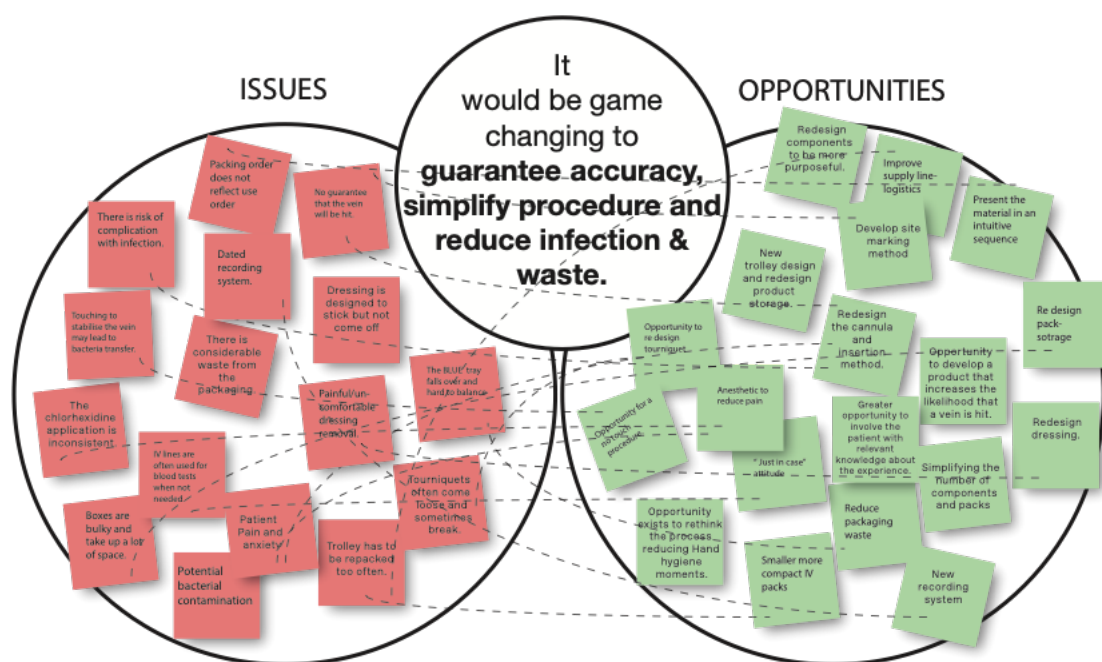 ISSUES
It
would be game
changing to
guarantee accuracy,
simplify procedure and
reduce infection &
waste.
OPPORTUNITIES
Packing order
does not
reflect use
order
No guarantee
that the vein
will be hit.
There is risk of
complication
with infection.
Dated
recording
system.
Dressing is
designed to
stick but not
come off
Touching to
stabilise the vein
may lead to
bacteria transfer.
There is
considerable
waste from
the
packaging.
The BLUE tray
falls over and
hard to balance
Painful/un-
comfortable
dressing
removal
The
chlorhexidine
application is
inconsistent.
IV lines are
often used for
blood tests
when not
needed.
Tourniquets
often come
loose and
sometimes
break.
Boxes are
bulky and
take up a lot
of space.
Patient
Pain and
anxiety
Trolley has to
be repacked
too often.
Potential
bacterial
contamination
Redesign
components
to be more
purposeful.
Improve
supply line-
logistics
Present the
material in an
intuitive
sequence
Develop site
marking
method
New
trolley design
and redesign
product
storage.
Re design
pack-
sotrage
Opportunity to
re design
tourniquet
Redesign
the cannula
and
insertion
method.
Opportunity
to develop a
product that
increases the
likelihood that
a vein is hit.
Anesthetic to
reduce pain
Opportunity for a
no touch
procedure.
Greater
opportunity to
involve the
patient with
relevant
knowledge about
the experience.
Redesign
dressing.
" Just in case"
attitude
Simplifying the
number of
components
and packs
Opportunity
exists to rethink
the process
reducing Hand
hygiene
moments.
Reduce
packaging
waste
Smaller more
compact IV
packs
New
recording
system